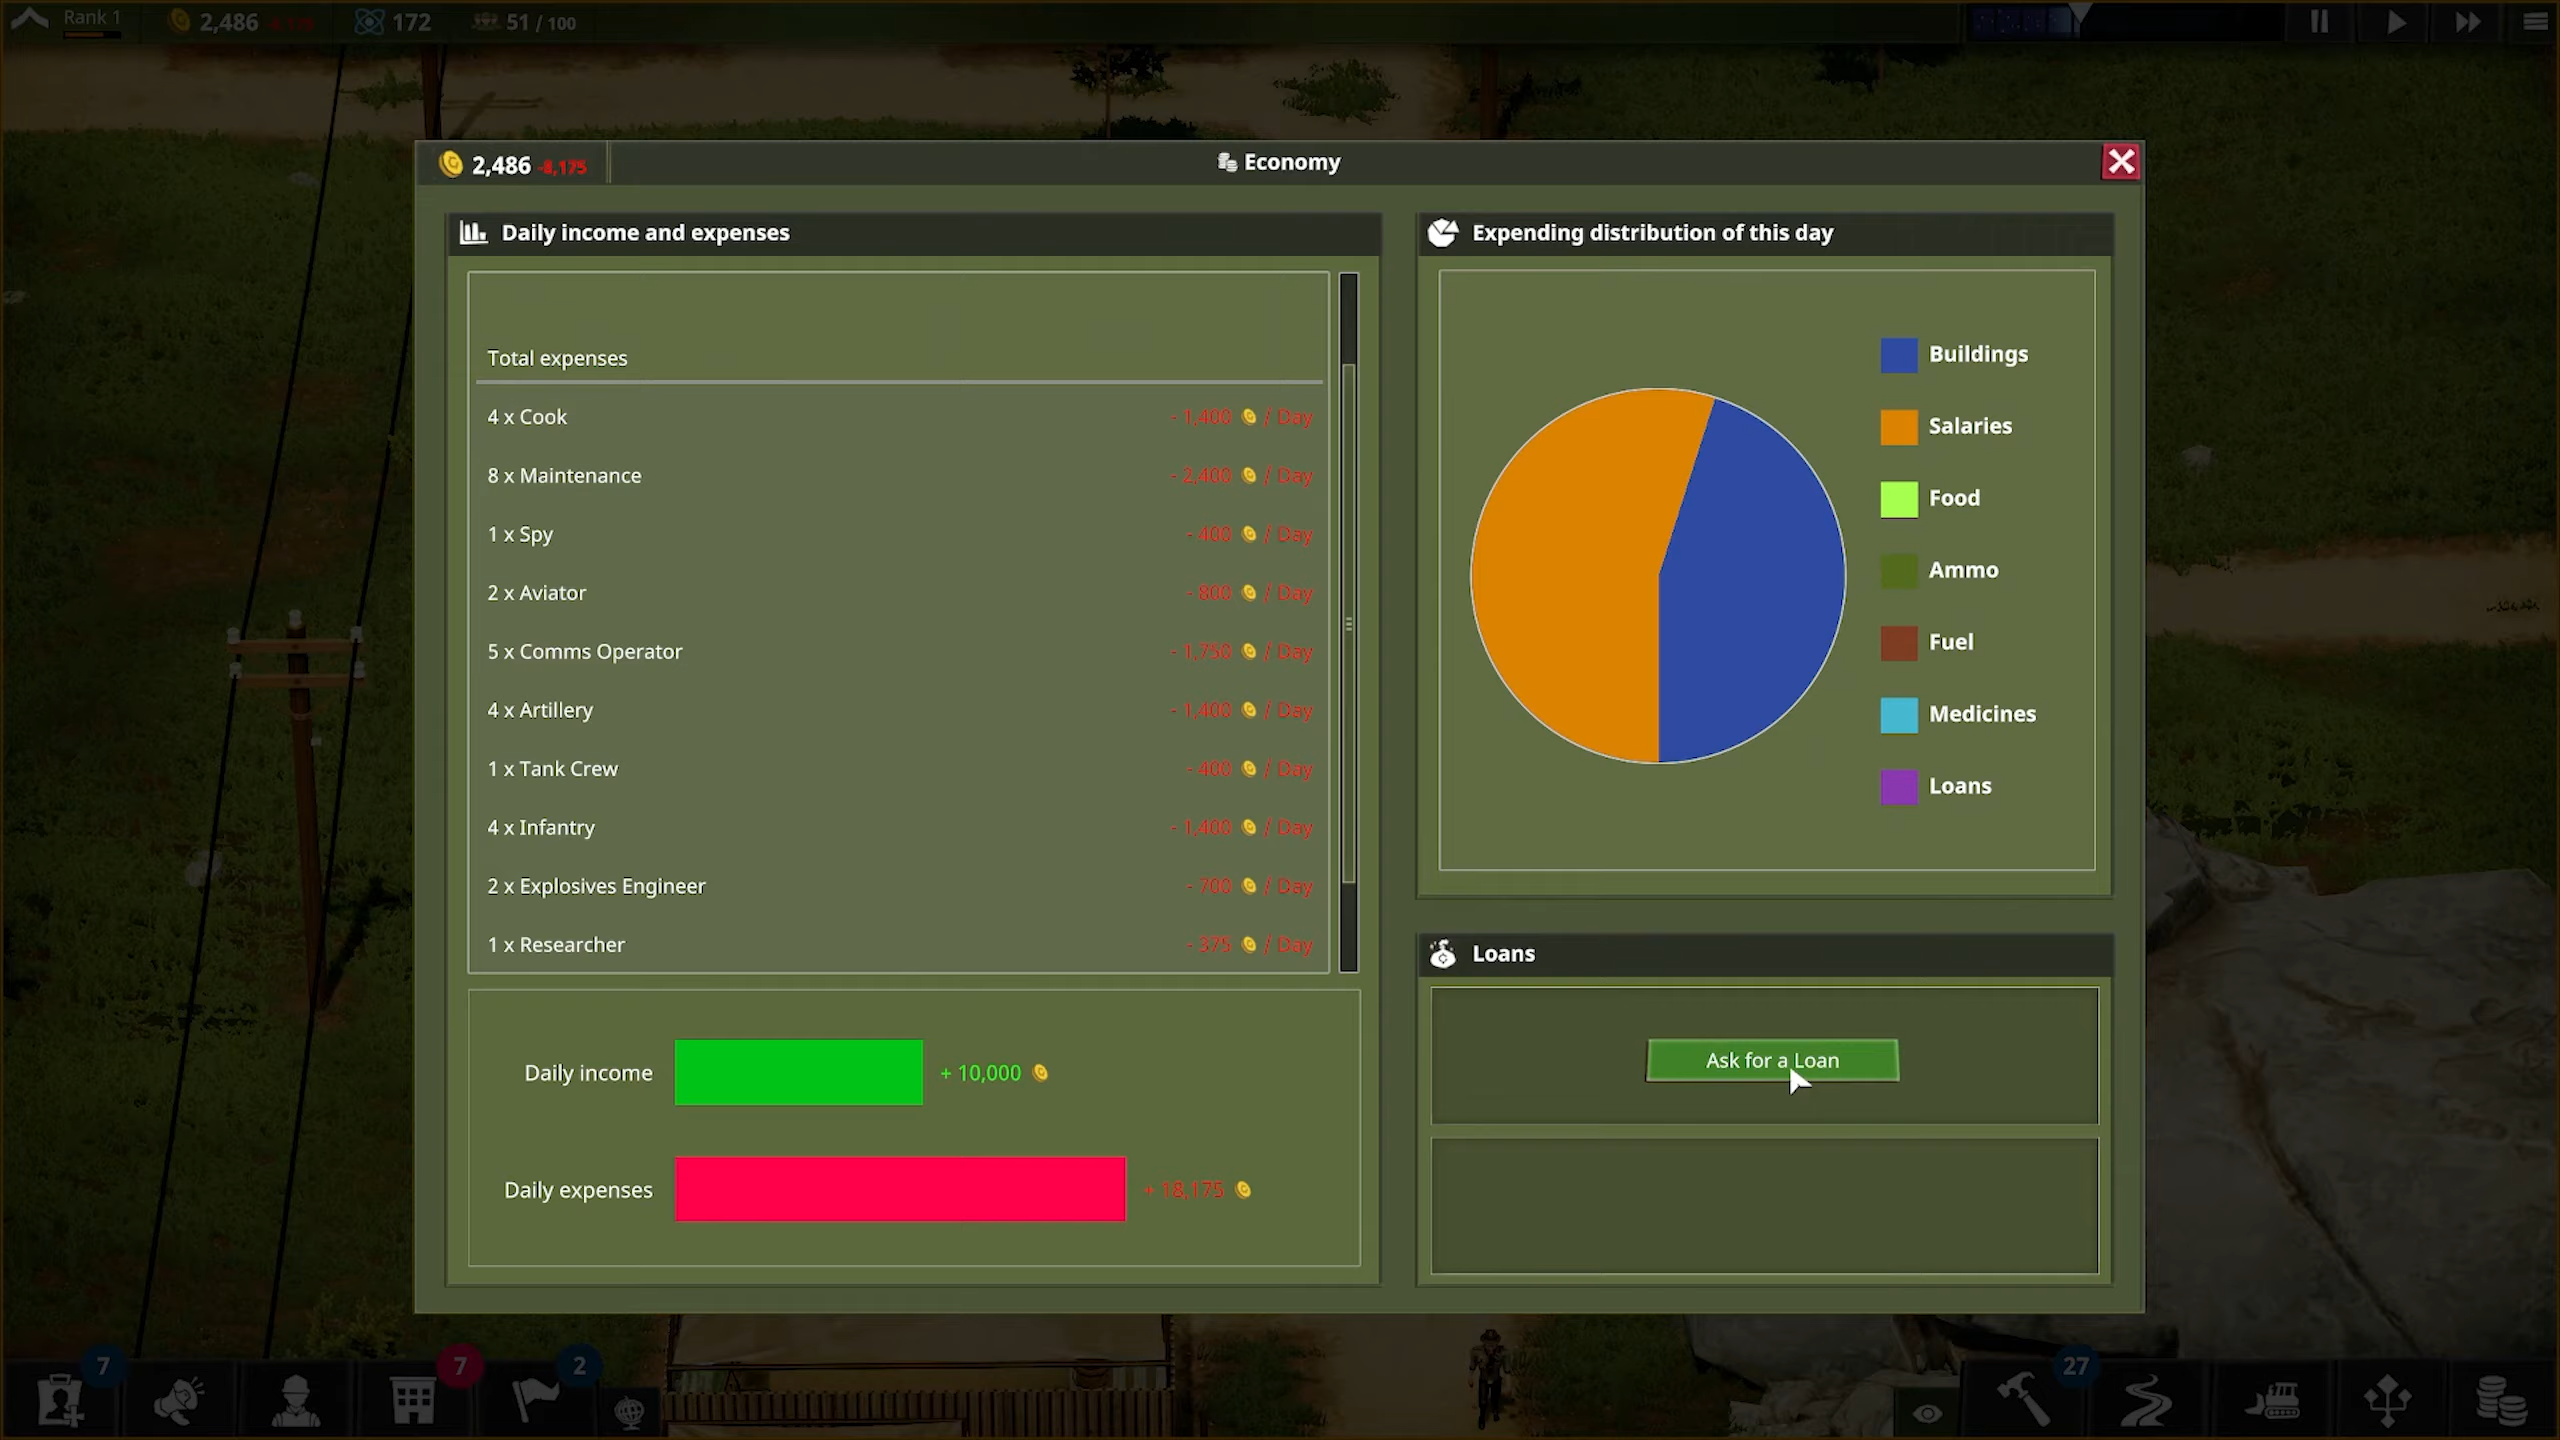 Rank 1
2,486 -8,175
172
51 / 100
2,486 -8,175
Economy
Daily income and expenses
Total expenses
4 x Cook - 1,400 / Day
8 x Maintenance - 2,400 / Day
1 x Spy - 400 / Day
2 x Aviator - 800 / Day
5 x Comms Operator - 1,750 / Day
4 x Artillery - 1,400 / Day
1 x Tank Crew - 400 / Day
4 x Infantry - 1,400 / Day
2 x Explosives Engineer - 700 / Day
1 x Researcher - 375 / Day
Daily income + 10,000
Daily expenses + 18,175
Expending distribution of this day
Buildings
Salaries
Food
Ammo
Fuel
Medicines
Loans
Loans
Ask for a Loan
7
7
2
27